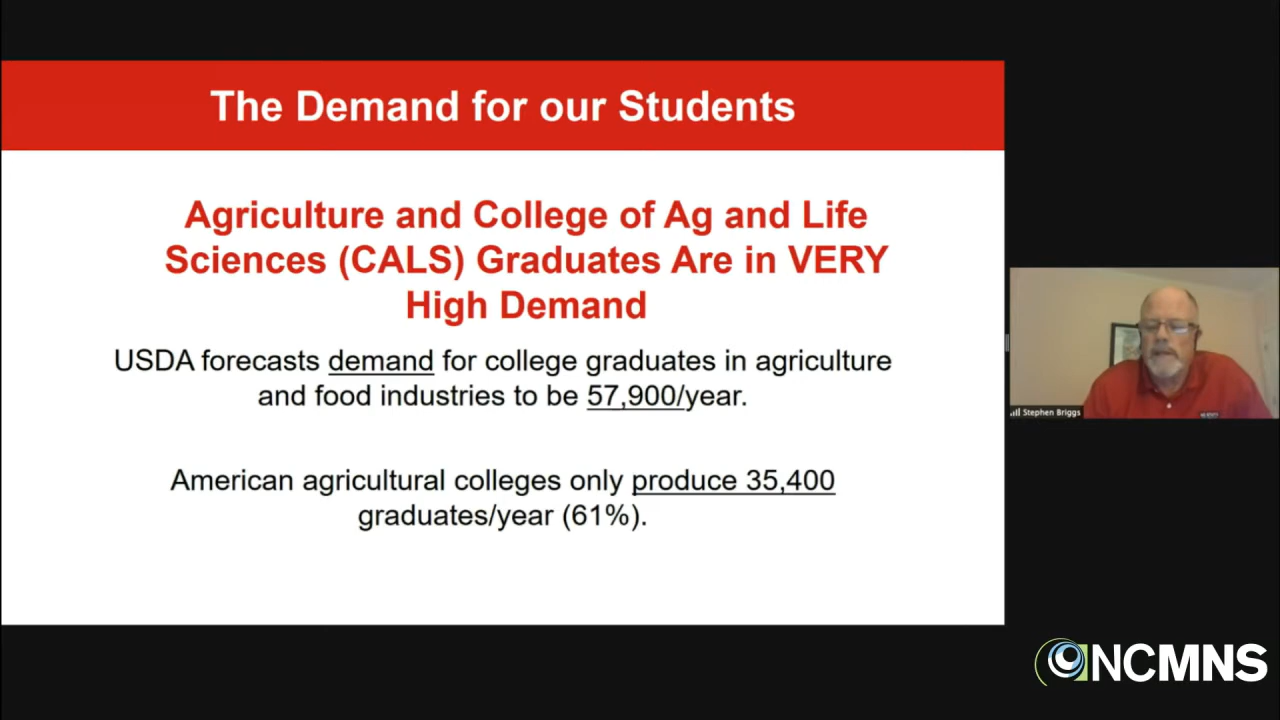 The Demand for our Students
Agriculture and College of Ag and Life
Sciences (CALS) Graduates Are in VERY
High Demand
USDA forecasts demand for college graduates in agriculture
and food industries to be 57,900/year.
American agricultural colleges only produce 35,400
graduates/year (61%).
Stephen Briggs
NCMNS